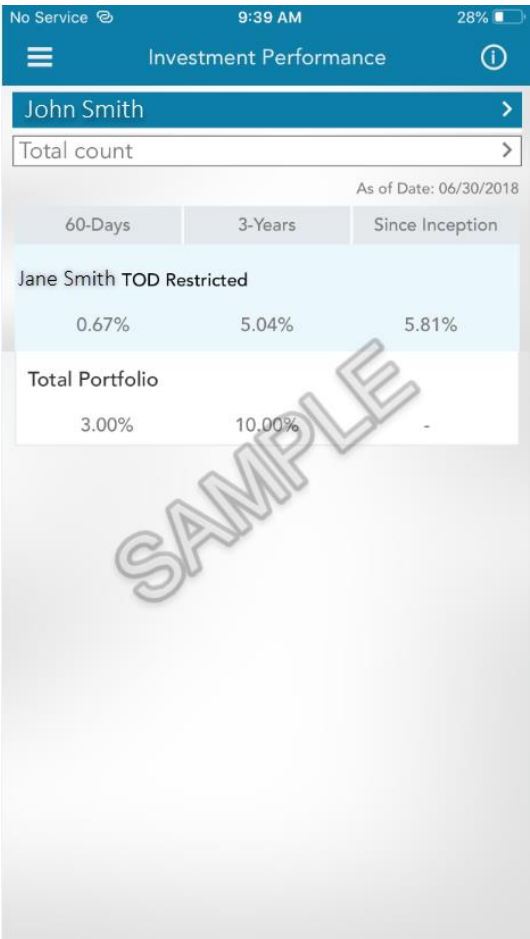 No Service 9:39 AM 28%
Investment Performance
John Smith
Total count
As of Date: 06/30/2018
60-Days 3-Years Since Inception
Jane Smith TOD Restricted
0.67% 5.04% 5.81%
Total Portfolio
3.00% 10.00% -
SAMPLE